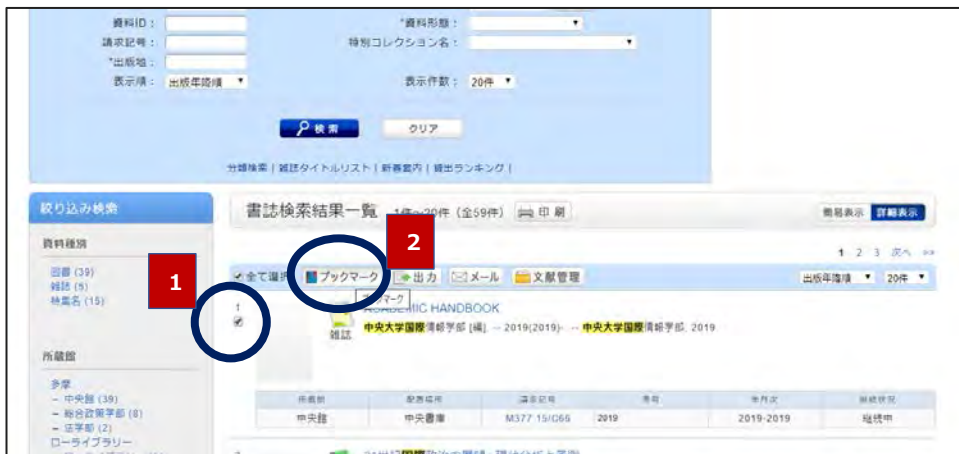 資料ID：
*資料形態：
請求記号：
特別コレクション名：
*出版地：
表示順： 出版年降順
表示件数： 20件
検索 クリア
分類検索 | 雑誌タイトルリスト | 新着案内 | 貸出ランキング |
絞り込み検索
書誌検索結果一覧 1件～20件（全59件） 印刷
簡易表示 詳細表示
資料種別
1 2 3 次へ >>
図書 (39)
雑誌 (5)
特集名 (15)
1
2
全て選択 ブックマーク 出力 メール 文献管理
出版年降順 20件
ブックマーク
1
ACADEMIC HANDBOOK
雑誌
中央大学国際情報学部 [編]. -- 2019(2019)- -- 中央大学国際情報学部, 2019
所蔵館
多摩
- 中央館 (39)
- 総合政策学部 (8)
- 法学部 (2)
ローライブラリー
所蔵館 配置場所 請求記号 巻号 年月次 継続状況
中央館 中央書庫 M377.15/C66 2019 2019-2019 継続中